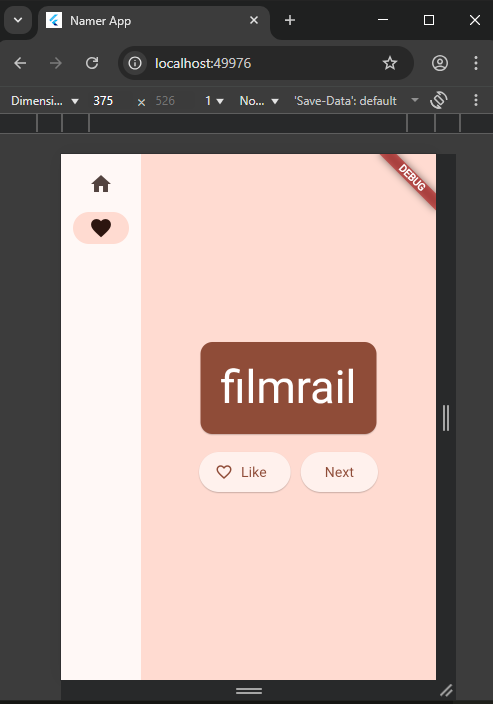 Namer App
localhost:49976
Dimensi... 375 × 526 1 No... 'Save-Data': default
DEBUG
filmrail
Like Next